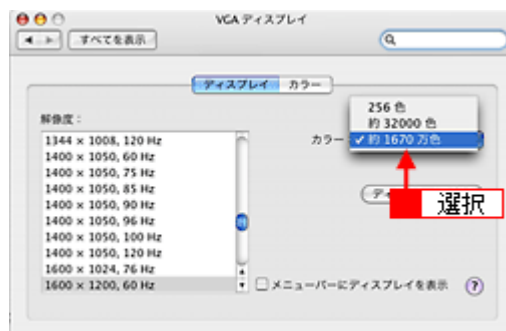 VGA ディスプレイ
すべてを表示
ディスプレイ カラー
解像度：
1344 × 1008, 120 Hz
1400 × 1050, 60 Hz
1400 × 1050, 75 Hz
1400 × 1050, 85 Hz
1400 × 1050, 90 Hz
1400 × 1050, 96 Hz
1400 × 1050, 100 Hz
1400 × 1050, 120 Hz
1600 × 1024, 76 Hz
1600 × 1200, 60 Hz
カラー
256 色
約 32000 色
✓ 約 1670 万色
選択
メニューバーにディスプレイを表示 ?